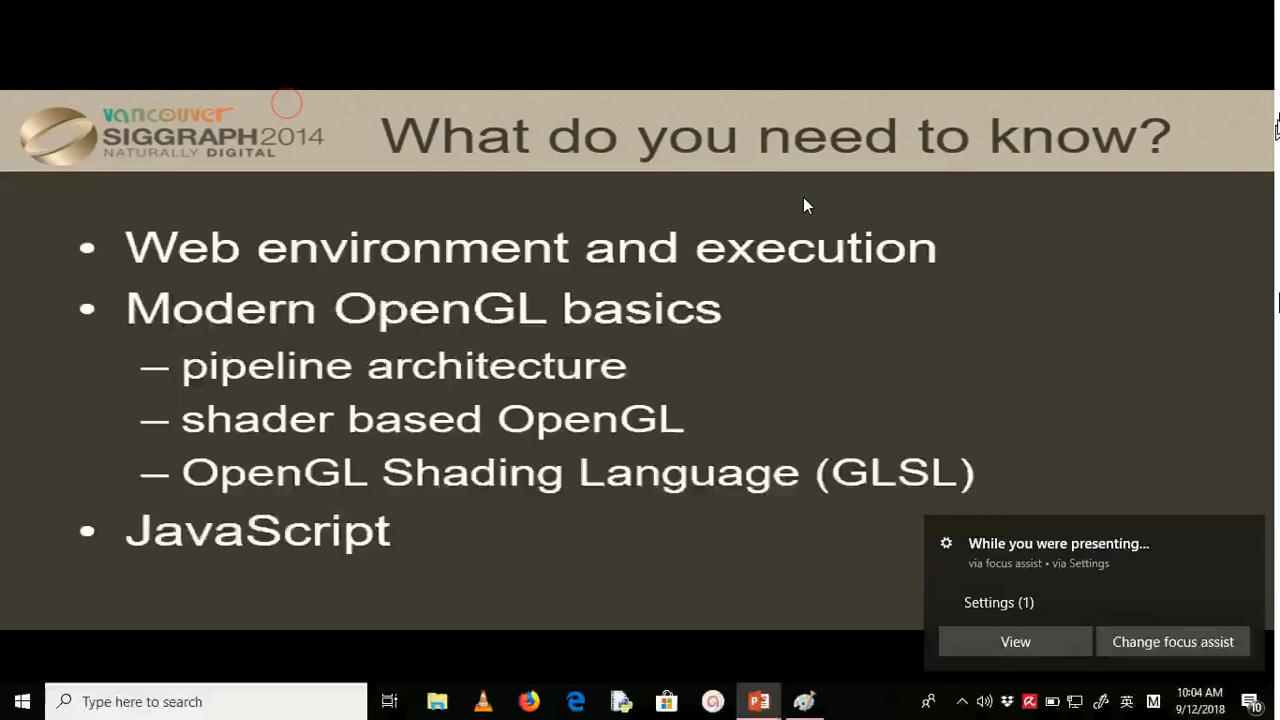 vancouver
SIGGRAPH2014
NATURALLY DIGITAL
What do you need to know?
• Web environment and execution
• Modern OpenGL basics
– pipeline architecture
– shader based OpenGL
– OpenGL Shading Language (GLSL)
• JavaScript
While you were presenting...
via focus assist • via Settings
Settings (1)
View
Change focus assist
Type here to search
英
M
10:04 AM
9/12/2018
10